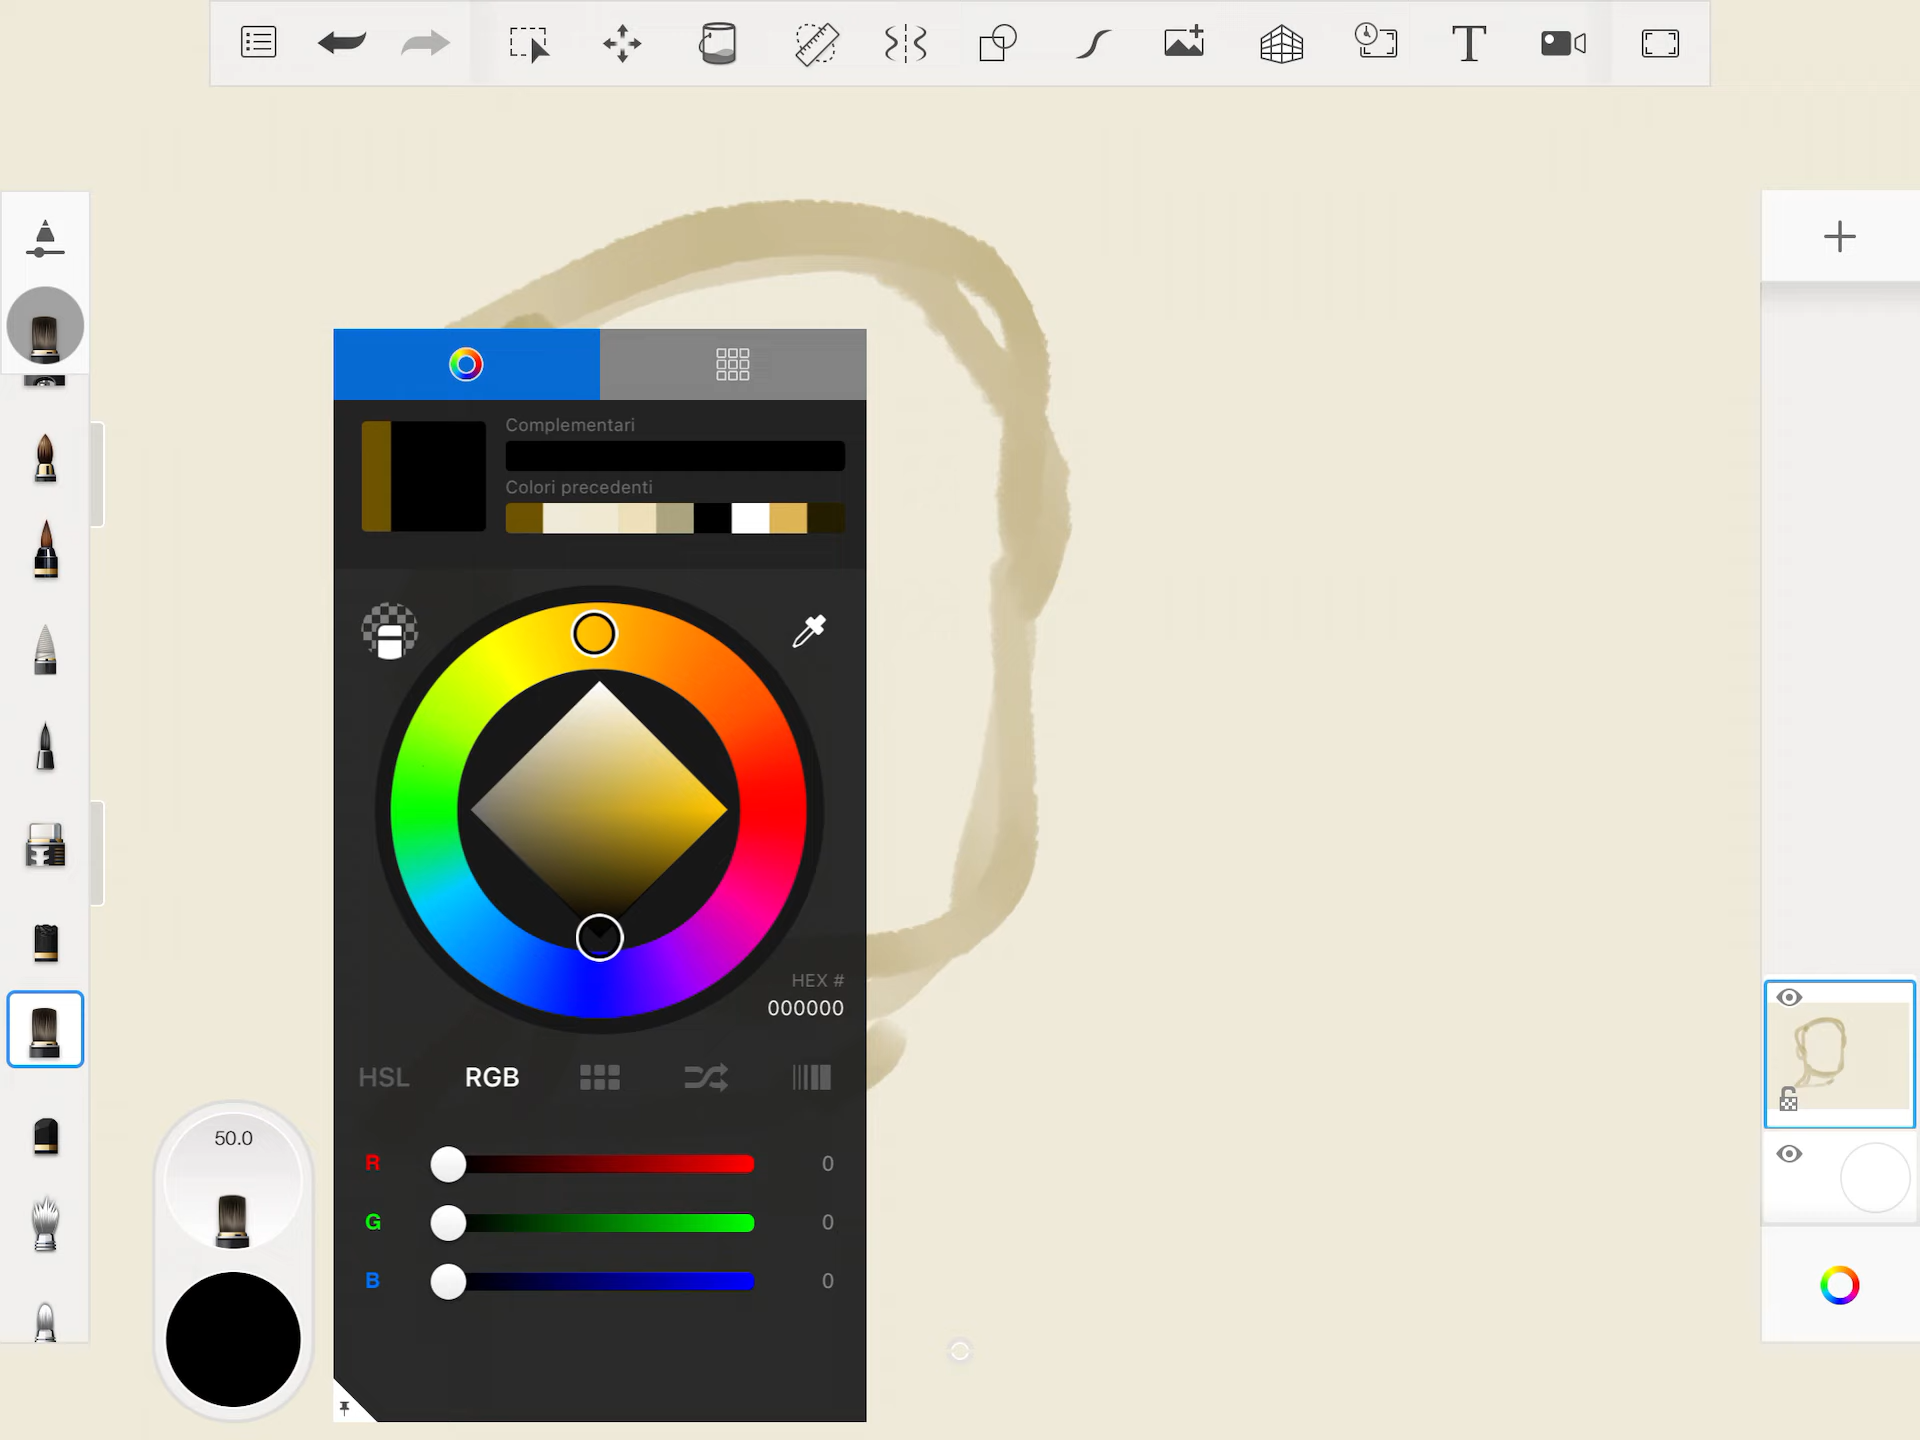 T
Complementari
Colori precedenti
HEX #
000000
HSL RGB
R 0
G 0
B 0
50.0